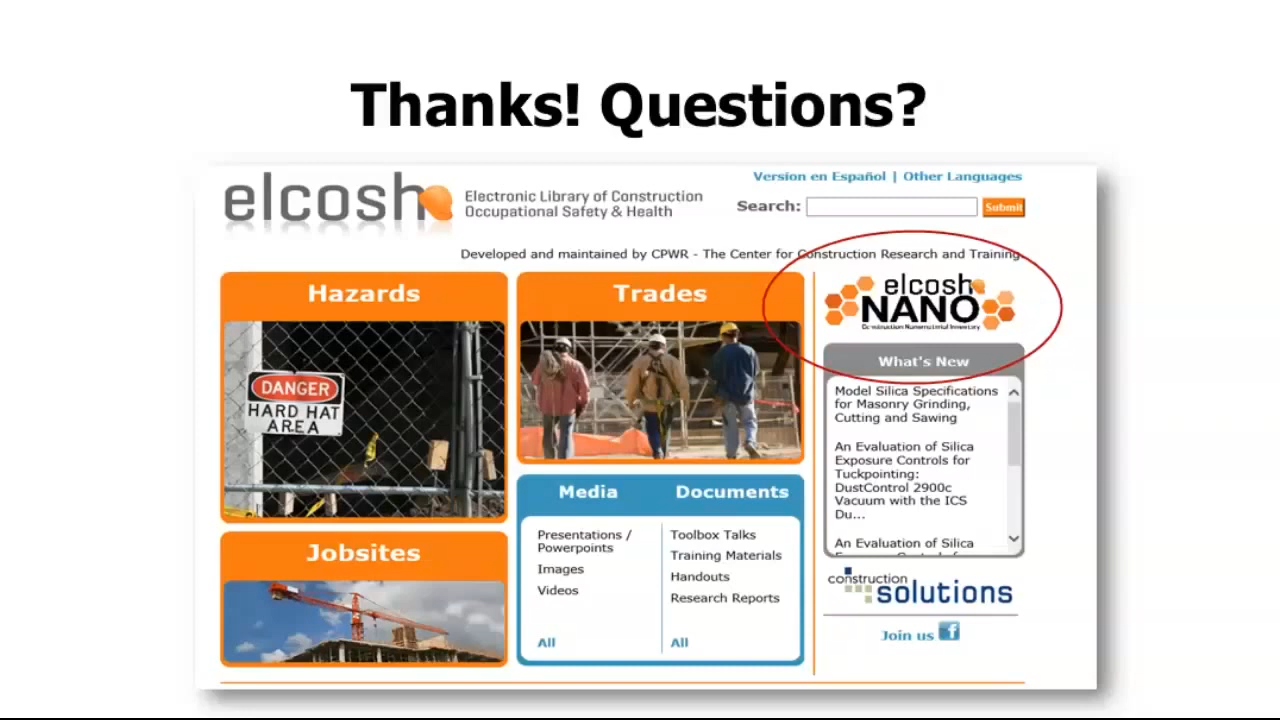 Thanks! Questions?
elcosh
Electronic Library of Construction
Occupational Safety & Health
Version en Español | Other Languages
Search:
Submit
Developed and maintained by CPWR - The Center for Construction Research and Training
Hazards
DANGER
HARD HAT
AREA
Jobsites
Trades
Media
Presentations /
Powerpoints
Images
Videos
All
Documents
Toolbox Talks
Training Materials
Handouts
Research Reports
All
elcosh
NANO
Construction Nanomaterial Inventory
What's New
Model Silica Specifications
for Masonry Grinding,
Cutting and Sawing
An Evaluation of Silica
Exposure Controls for
Tuckpointing:
DustControl 2900c
Vacuum with the ICS
Du...
An Evaluation of Silica
construction
solutions
Join us f